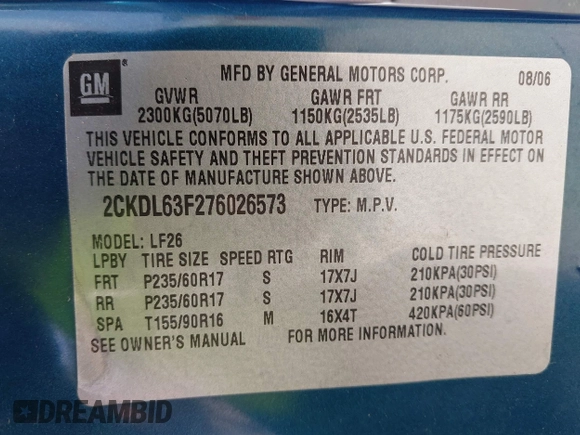 GM
MFD BY GENERAL MOTORS CORP. 08/06
GVWR GAWR FRT GAWR RR
2300KG(5070LB) 1150KG(2535LB) 1175KG(2590LB)
THIS VEHICLE CONFORMS TO ALL APPLICABLE U.S. FEDERAL MOTOR
VEHICLE SAFETY AND THEFT PREVENTION STANDARDS IN EFFECT ON
THE DATE OF MANUFACTURE SHOWN ABOVE.
2CKDL63F276026573 TYPE: M.P.V.
MODEL: LF26
LPBY TIRE SIZE SPEED RTG RIM COLD TIRE PRESSURE
FRT P235/60R17 S 17X7J 210KPA(30PSI)
RR P235/60R17 S 17X7J 210KPA(30PSI)
SPA T155/90R16 M 16X4T 420KPA(60PSI)
SEE OWNER'S MANUAL FOR MORE INFORMATION.
DREAMBID